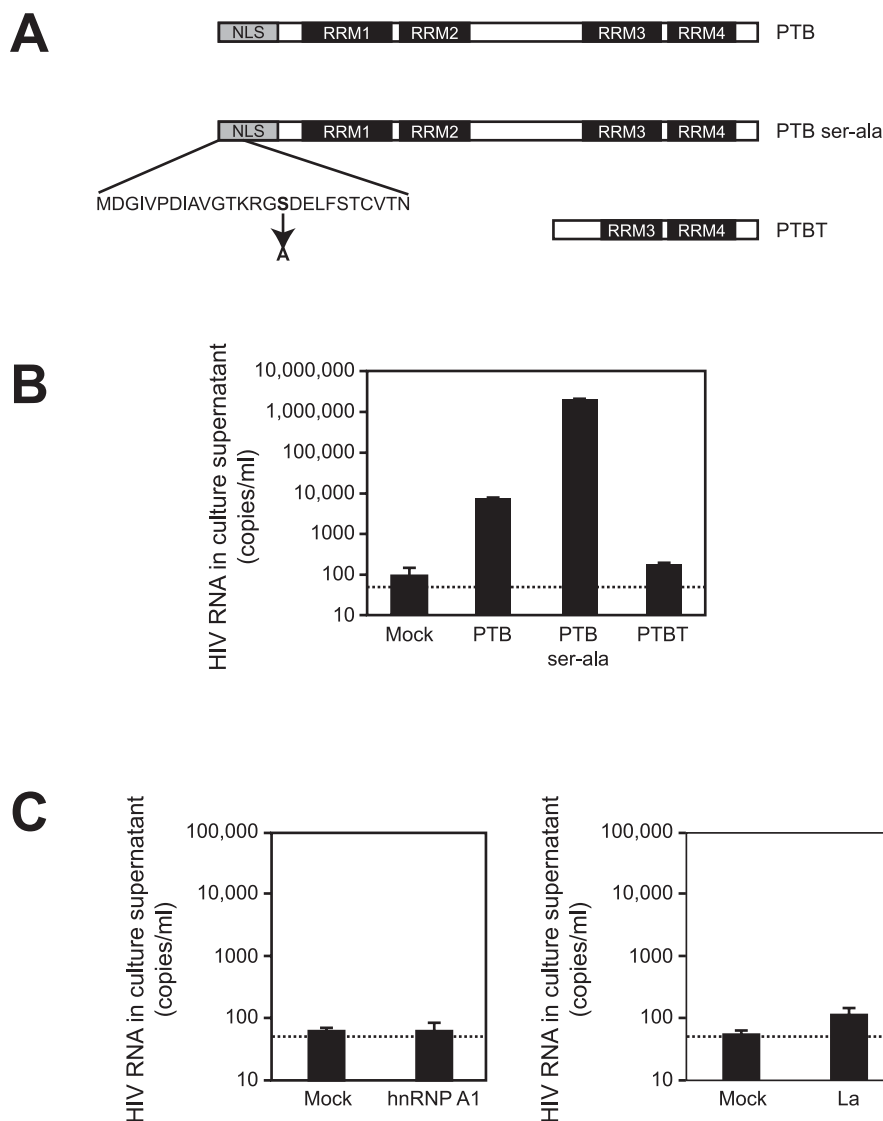 A
NLS RRM1 RRM2 RRM3 RRM4 PTB
NLS RRM1 RRM2 RRM3 RRM4 PTB ser-ala
MDGIVPDIAVGTKRGSDELFSTCVTN
A
RRM3 RRM4 PTBT
B
HIV RNA in culture supernatant
(copies/ml)
10,000,000
1,000,000
100,000
10,000
1000
100
10
Mock PTB PTB ser-ala PTBT
C
HIV RNA in culture supernatant
(copies/ml)
100,000
10,000
1000
100
10
Mock hnRNP A1
HIV RNA in culture supernatant
(copies/ml)
100,000
10,000
1000
100
10
Mock La